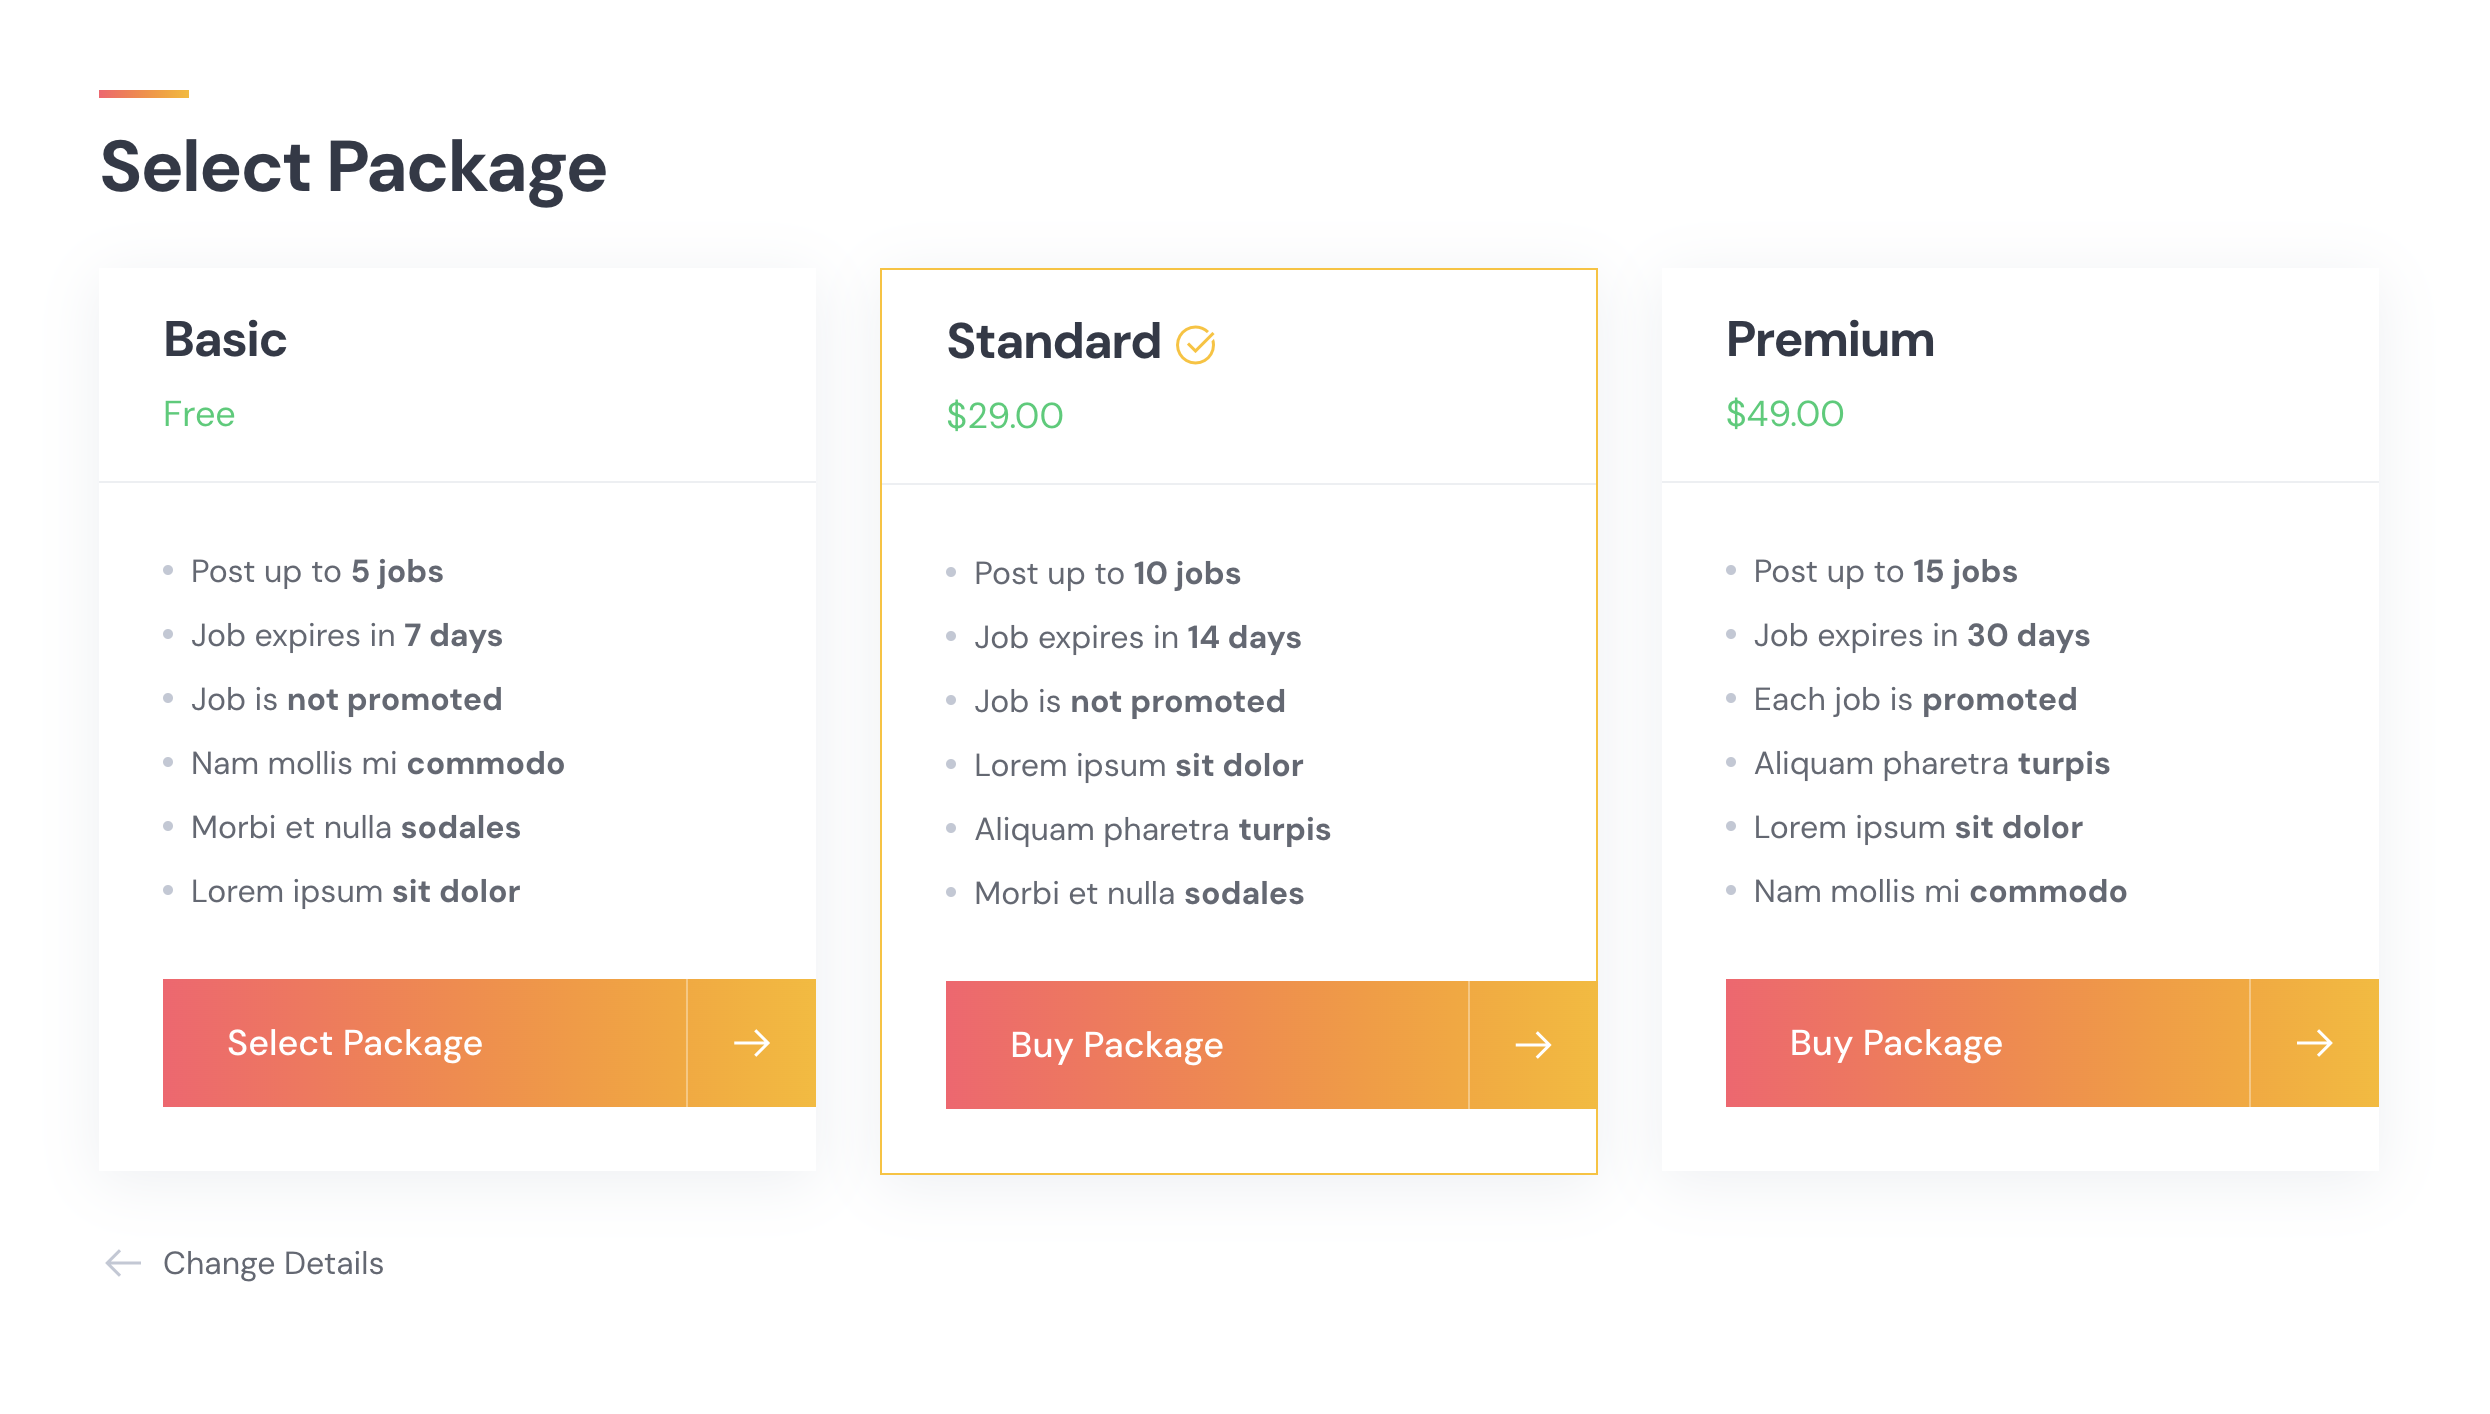 Select Package
Basic
Free
Post up to 5 jobs
Job expires in 7 days
Job is not promoted
Nam mollis mi commodo
Morbi et nulla sodales
Lorem ipsum sit dolor
Select Package
Standard
$29.00
Post up to 10 jobs
Job expires in 14 days
Job is not promoted
Lorem ipsum sit dolor
Aliquam pharetra turpis
Morbi et nulla sodales
Buy Package
Premium
$49.00
Post up to 15 jobs
Job expires in 30 days
Each job is promoted
Aliquam pharetra turpis
Lorem ipsum sit dolor
Nam mollis mi commodo
Buy Package
Change Details